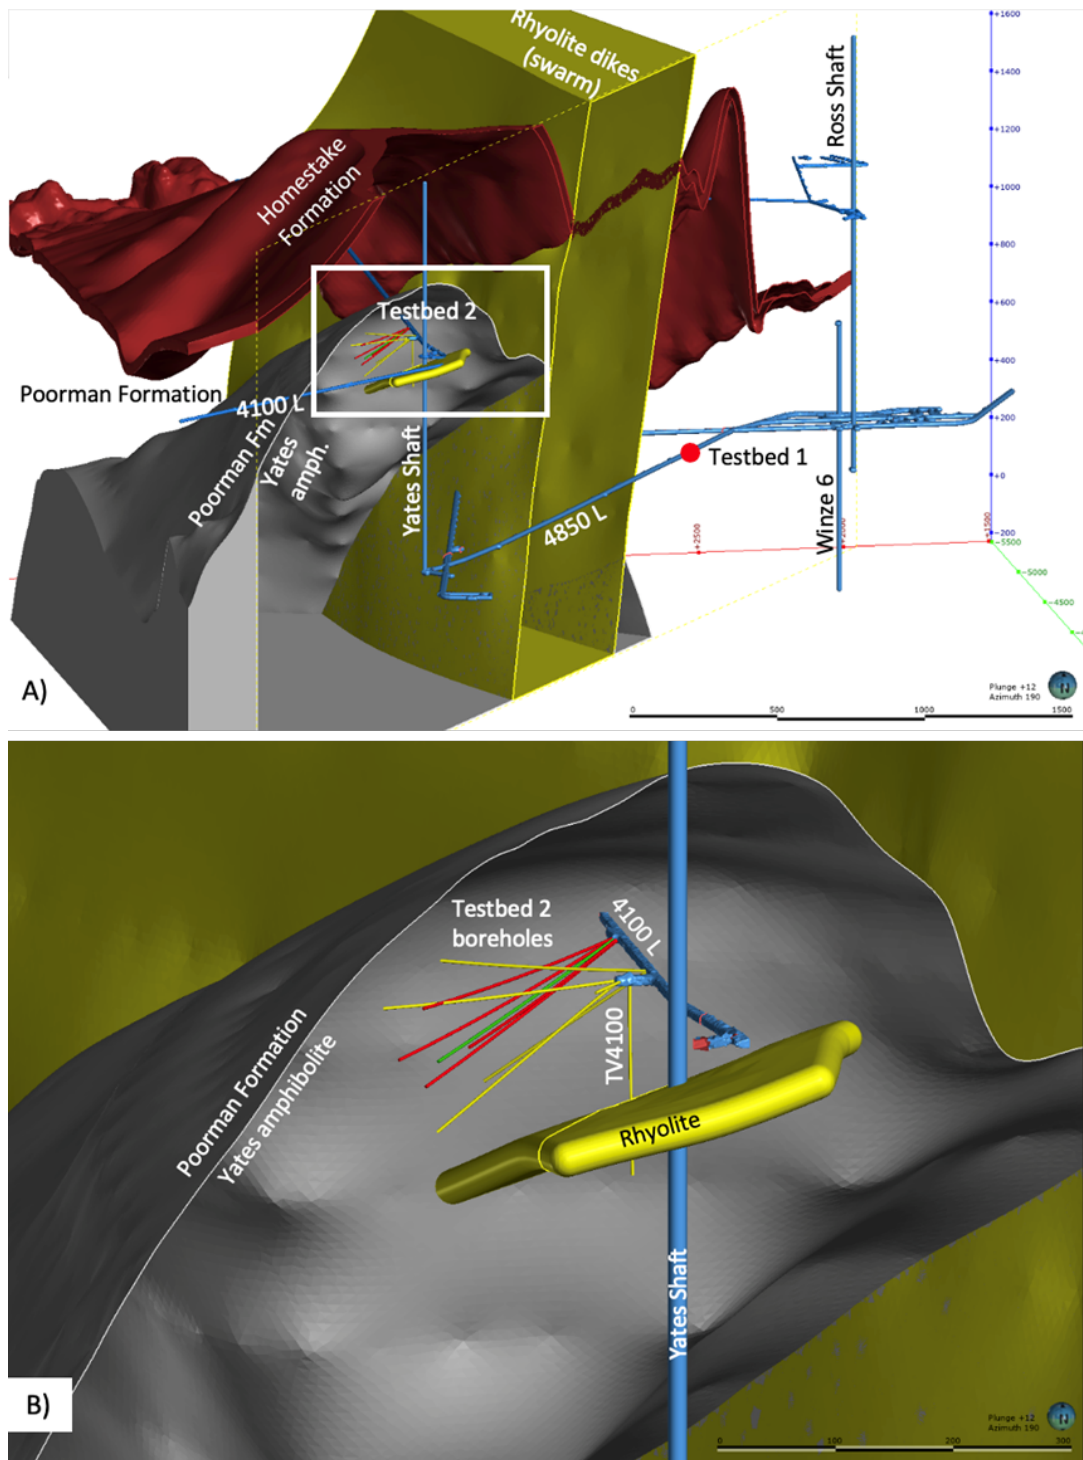 Rhyolite dikes
(swarm)
Homestake
Formation
Ross Shaft
+1600
+1400
+1200
+1000
+800
+600
+400
+200
+0
-200
Testbed 2
Poorman Formation
4100 L
Poorman Fm
Yates
amph.
Yates Shaft
4850 L
Testbed 1
Winze 6
+2500
+2000
+1500
-5500
-5000
-4500
A)
Plunge +12
Azimuth 190
0
500
1000
1500
Testbed 2
boreholes
4100 L
TV4100
Poorman Formation
Yates amphibolite
Rhyolite
Yates Shaft
B)
Plunge +12
Azimuth 190
0
100
200
300